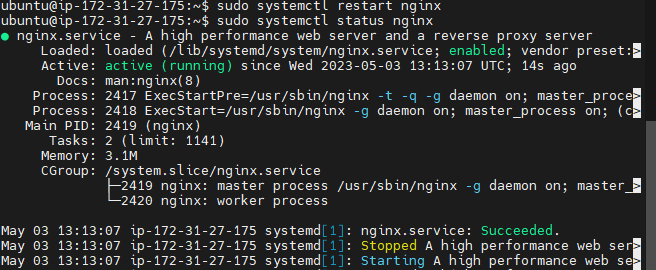 ubuntu@ip-172-31-27-175:~$ sudo systemctl restart nginx
ubuntu@ip-172-31-27-175:~$ sudo systemctl status nginx
● nginx.service - A high performance web server and a reverse proxy server
     Loaded: loaded (/lib/systemd/system/nginx.service; enabled; vendor preset:>
     Active: active (running) since Wed 2023-05-03 13:13:07 UTC; 14s ago
       Docs: man:nginx(8)
    Process: 2417 ExecStartPre=/usr/sbin/nginx -t -q -g daemon on; master_proce>
    Process: 2418 ExecStart=/usr/sbin/nginx -g daemon on; master_process on; (c>
   Main PID: 2419 (nginx)
      Tasks: 2 (limit: 1141)
     Memory: 3.1M
     CGroup: /system.slice/nginx.service
             ├─2419 nginx: master process /usr/sbin/nginx -g daemon on; master_>
             └─2420 nginx: worker process
May 03 13:13:07 ip-172-31-27-175 systemd[1]: nginx.service: Succeeded.
May 03 13:13:07 ip-172-31-27-175 systemd[1]: Stopped A high performance web ser>
May 03 13:13:07 ip-172-31-27-175 systemd[1]: Starting A high performance web se>